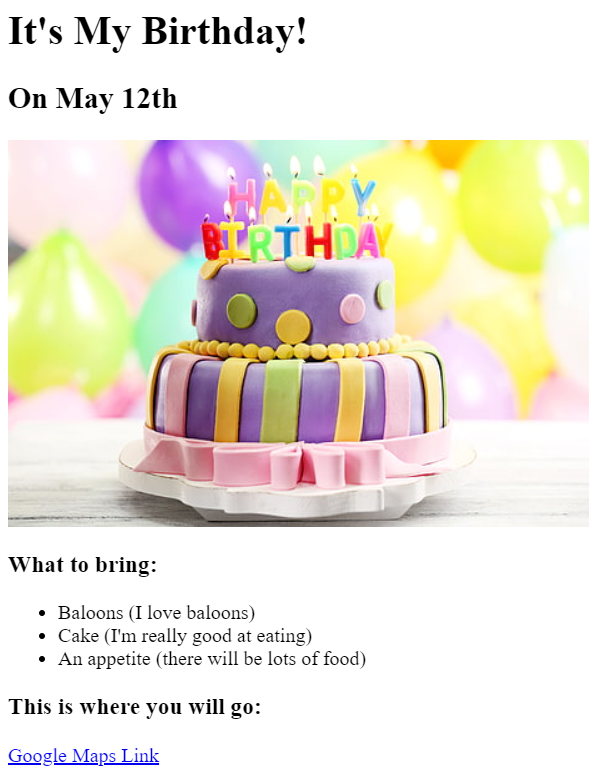 It's My Birthday!
On May 12th
HAPPY
BIRTHDAY
What to bring:
Baloons (I love baloons)
Cake (I'm really good at eating)
An appetite (there will be lots of food)
This is where you will go:
Google Maps Link